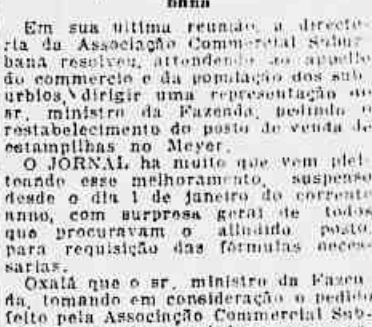 bana
Em sua ultima reunião, a directo-
ria da Associação Commercial Subur-
bana resolveu, attendendo ao appello
do commercio e da população dos sub-
urbios, dirigir uma representação ao
sr. ministro da Fazenda, pedindo o
restabelecimento do posto de venda de
estampilhas no Meyer.
O JORNAL ha muito que vem plei-
teando esse melhoramento, suspenso
desde o dia 1 de janeiro do corrente
anno, com surpresa geral de todos
que procuravam o alludido posto
para requisição das fórmulas neces-
sarias.
Oxalá que o sr. ministro da Fazen
da, tomando em consideração o pedido
feito pela Associação Commercial Sub-